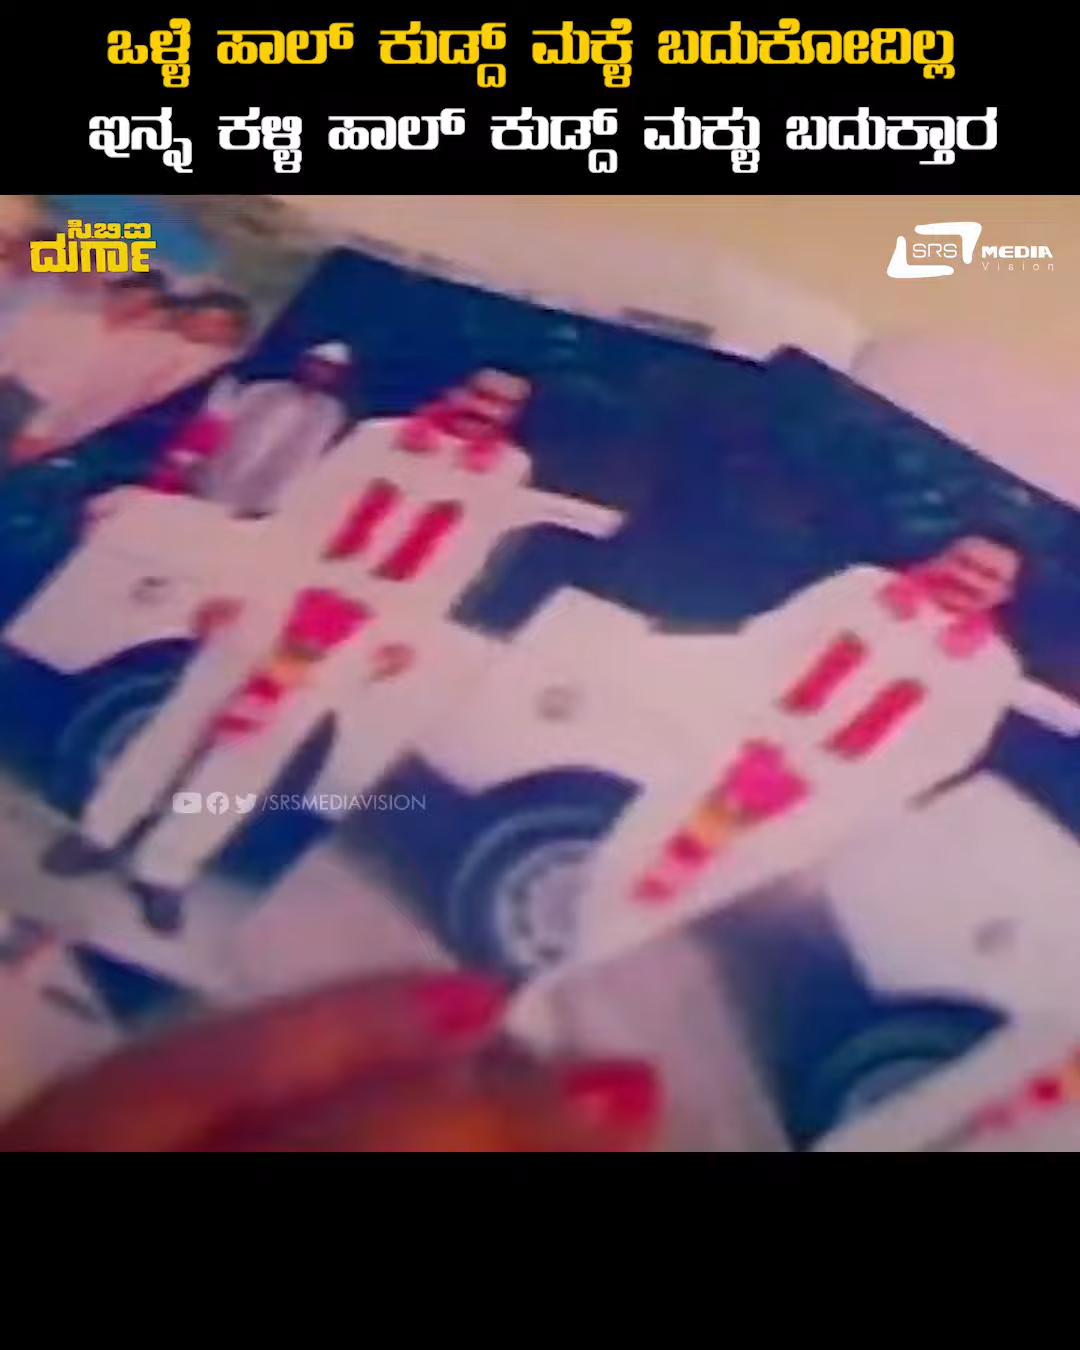 ಒಳ್ಳೆ ಹಾಲ್ ಕುಡ್ದ್ ಮಕ್ಳೆ ಬದುಕೋದಿಲ್ಲ
ಇನ್ನು ಕಳ್ಳಿ ಹಾಲ್ ಕುಡ್ದ್ ಮಕ್ಳು ಬದುಕ್ತಾರ
ಸಿ.ಬಿ.ಐ
ದುರ್ಗಾ
SRS MEDIA
Vision
/SRSMEDIAVISION